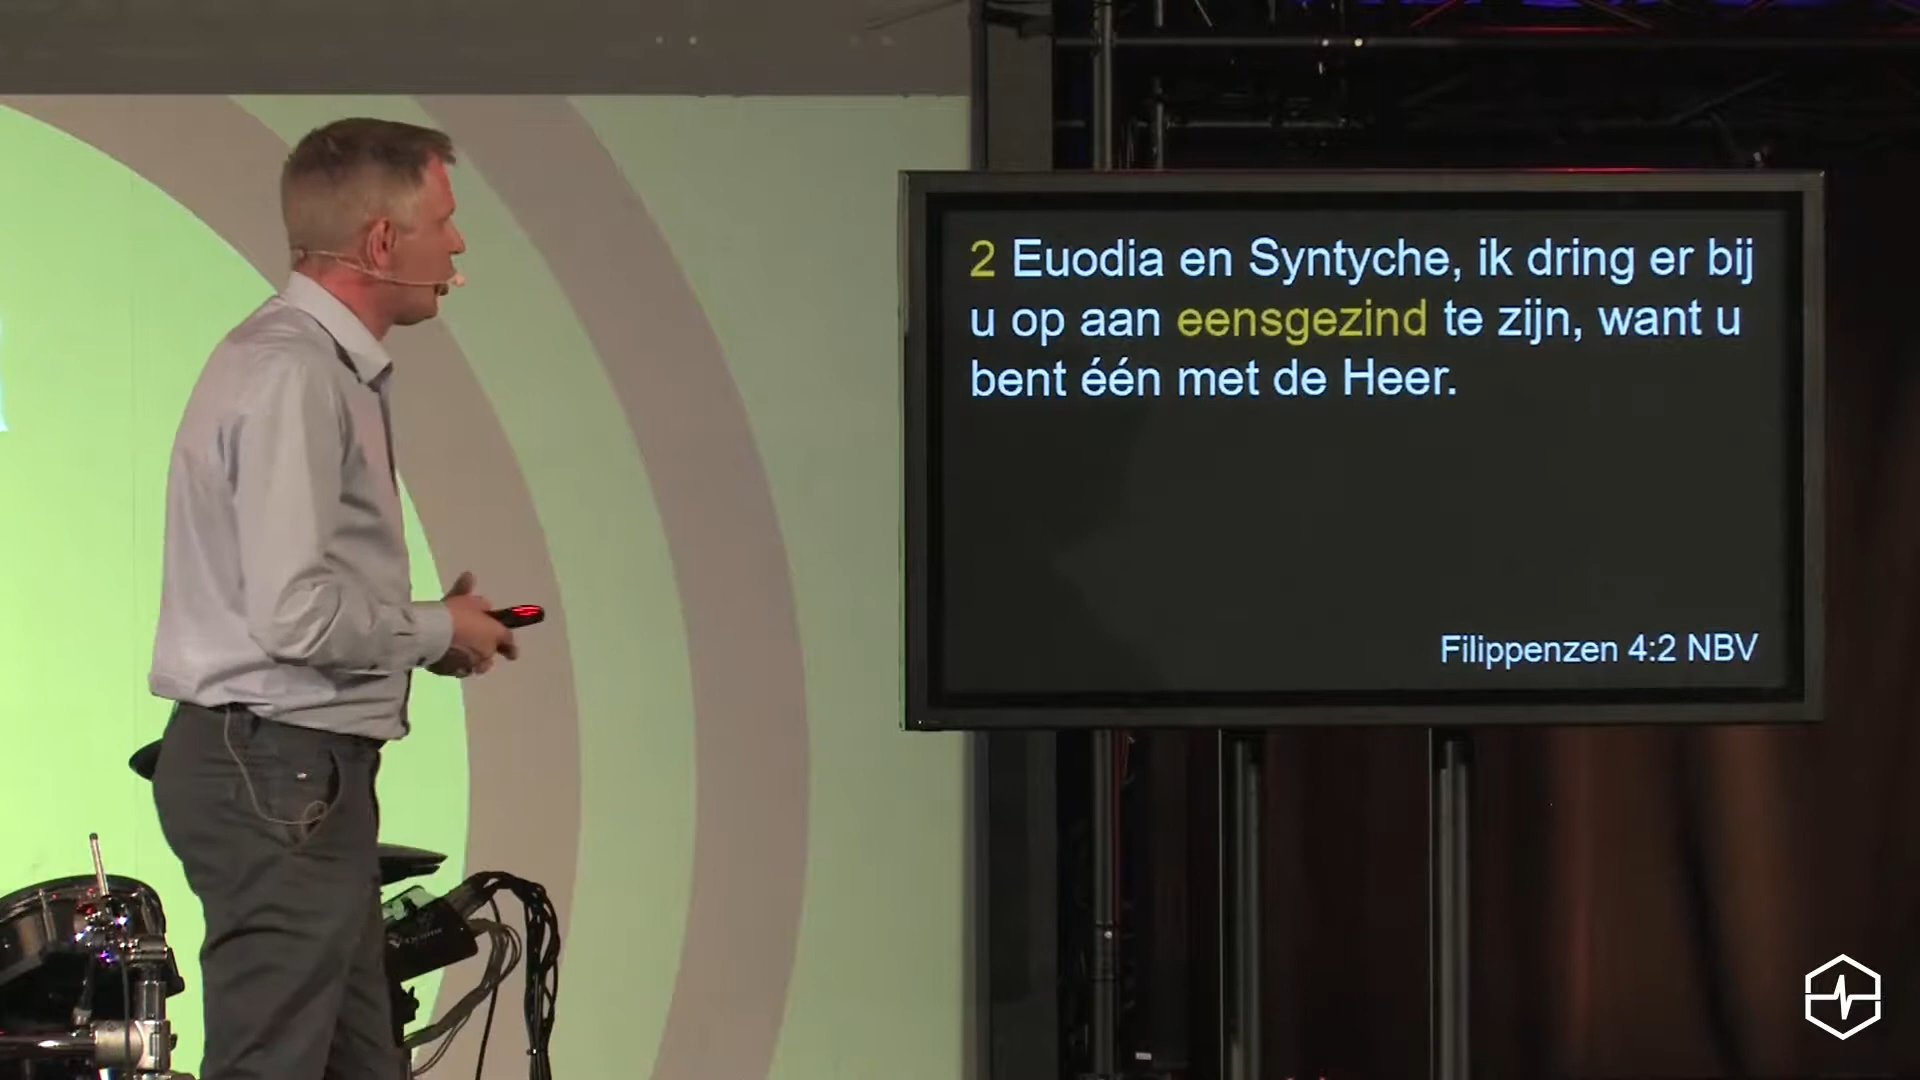 2 Euodia en Syntyche, ik dring er bij
u op aan eensgezind te zijn, want u
bent één met de Heer.
Filippenzen 4:2 NBV